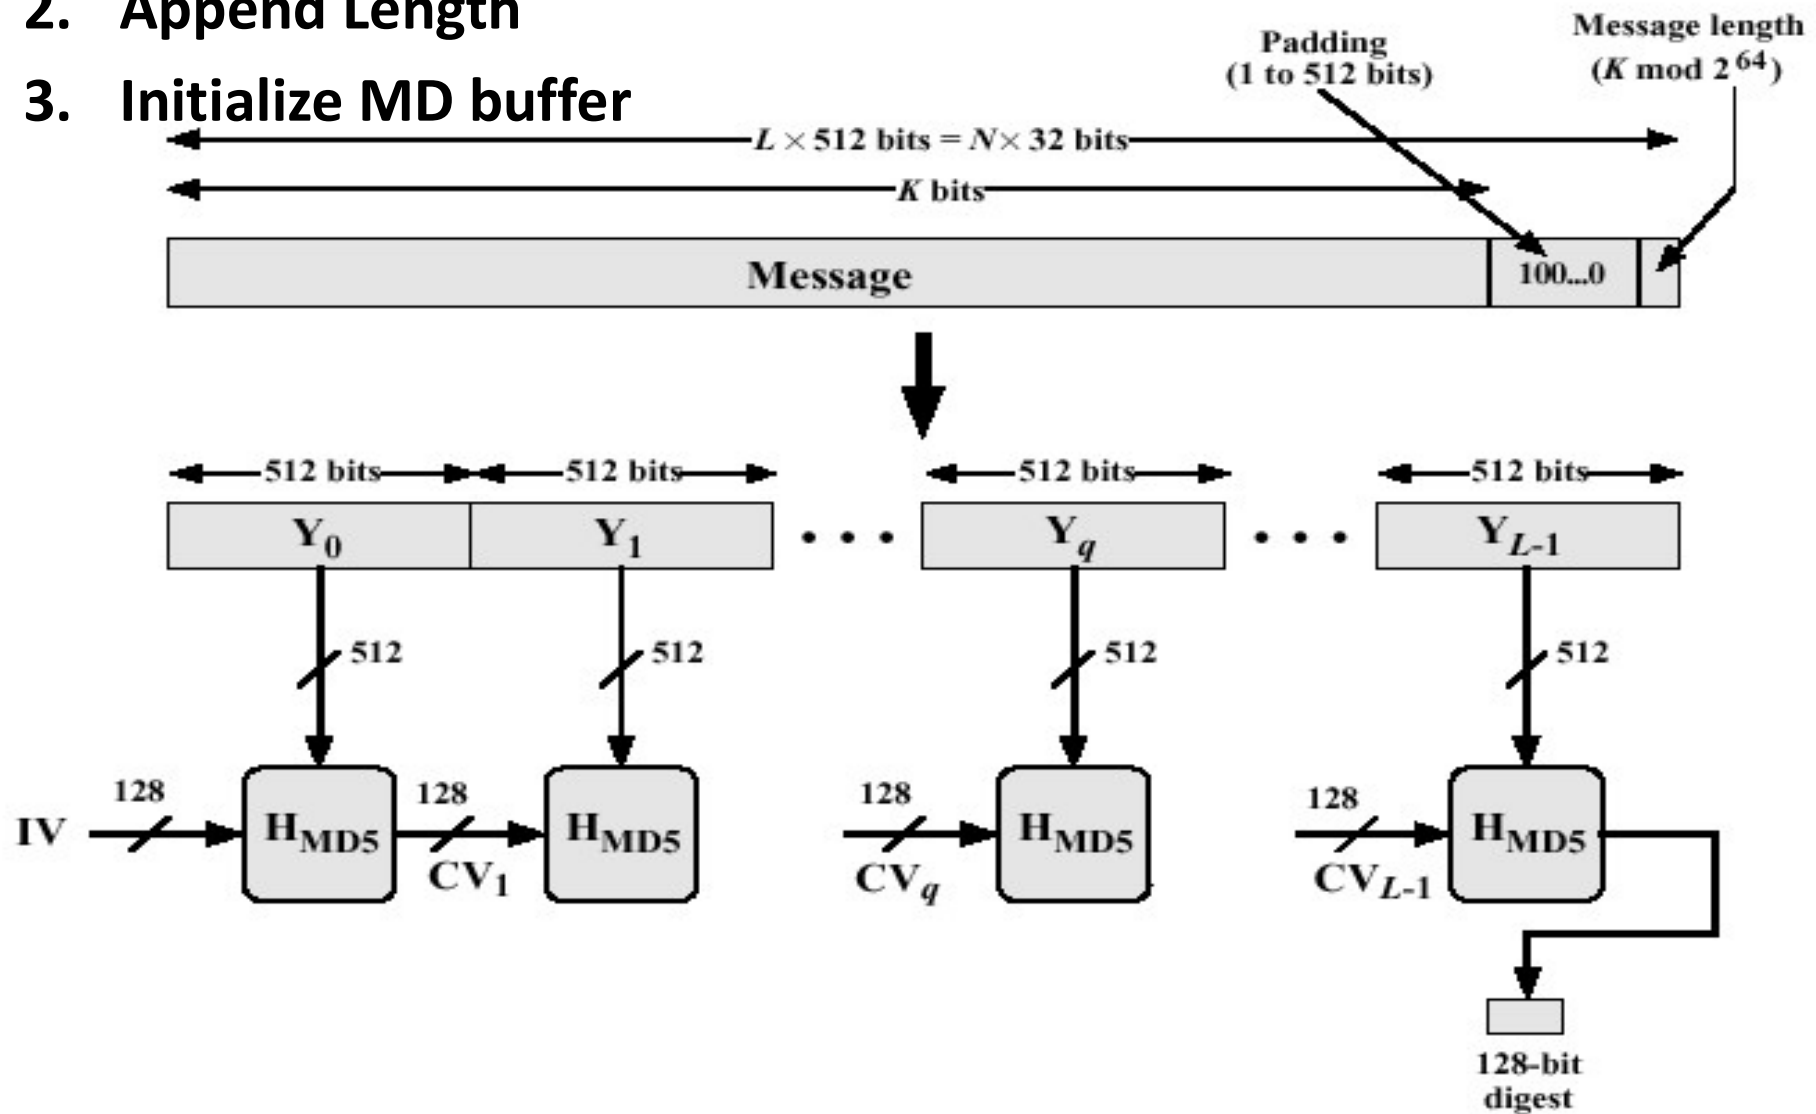 2. Append Length
3. Initialize MD buffer
Padding
(1 to 512 bits)
Message length
(K mod 2^64)
L × 512 bits = N× 32 bits
K bits
Message
100...0
512 bits
512 bits
512 bits
512 bits
Y0
Y1
• • •
Yq
• • •
YL-1
512
512
512
512
128
128
128
128
IV
HMD5
HMD5
HMD5
HMD5
CV1
CVq
CVL-1
128-bit
digest